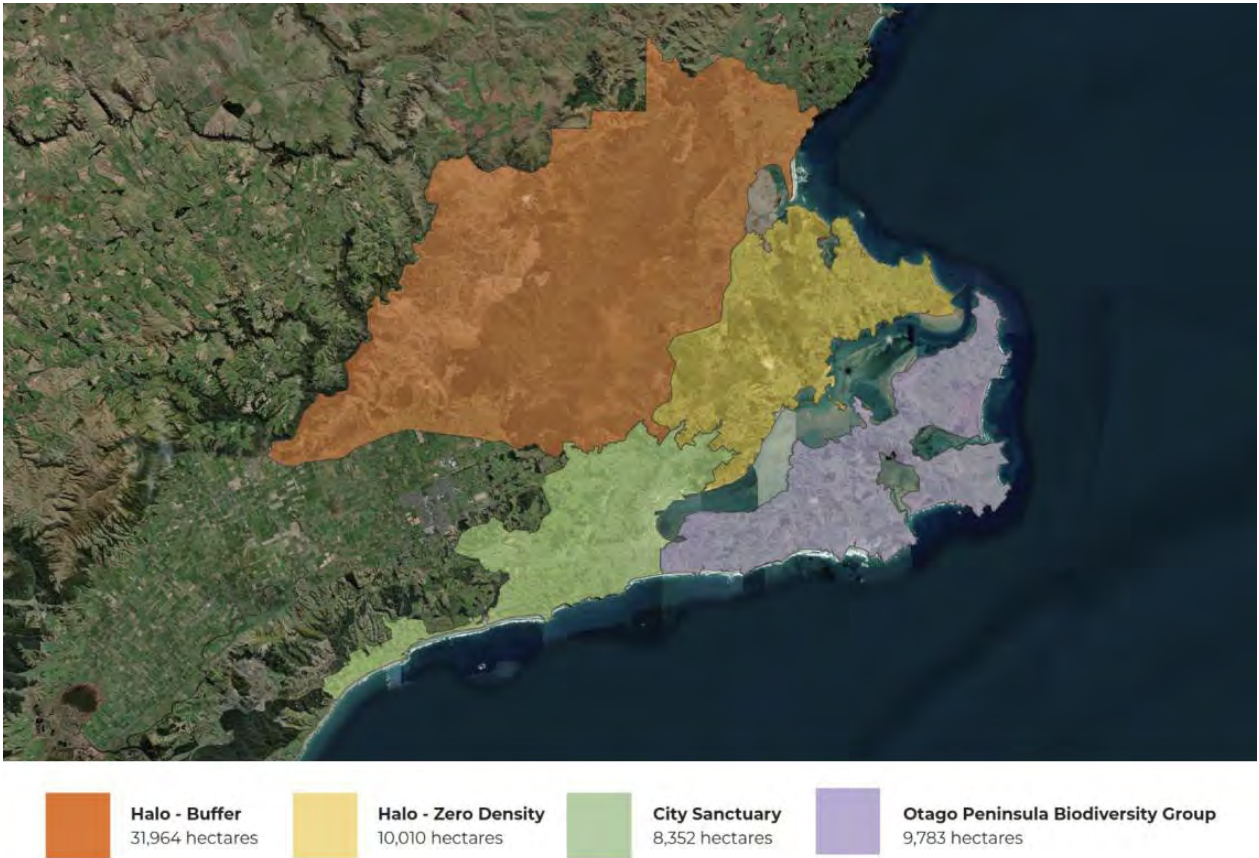 Halo - Buffer
31,964 hectares
Halo - Zero Density
10,010 hectares
City Sanctuary
8,352 hectares
Otago Peninsula Biodiversity Group
9,783 hectares